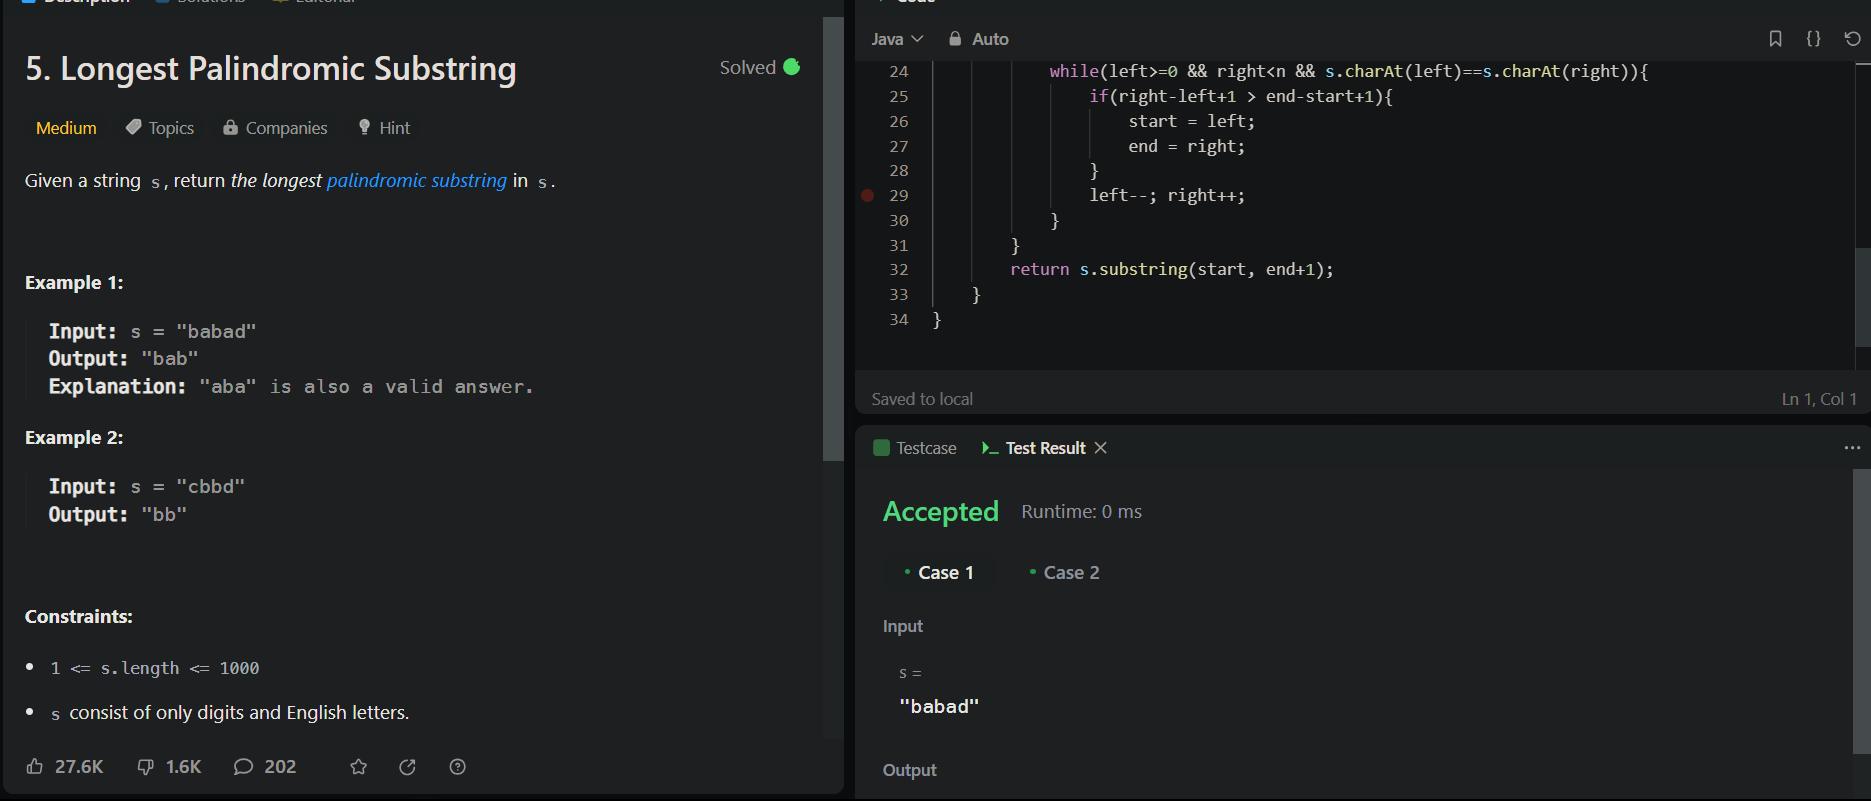 Description Solutions Editorial
5. Longest Palindromic Substring
Solved
Medium Topics Companies Hint
Given a string s, return the longest palindromic substring in s.
Example 1:
Input: s = "babad"
Output: "bab"
Explanation: "aba" is also a valid answer.
Example 2:
Input: s = "cbbd"
Output: "bb"
Constraints:
1 <= s.length <= 1000
s consist of only digits and English letters.
27.6K 1.6K 202
Code
Java Auto
24 while(left>=0 && right<n && s.charAt(left)==s.charAt(right)){
25 if(right-left+1 > end-start+1){
26 start = left;
27 end = right;
28 }
29 left--; right++;
30 }
31 }
32 return s.substring(start, end+1);
33 }
34 }
Saved to local
Ln 1, Col 1
Testcase Test Result
Accepted Runtime: 0 ms
Case 1 Case 2
Input
s =
"babad"
Output